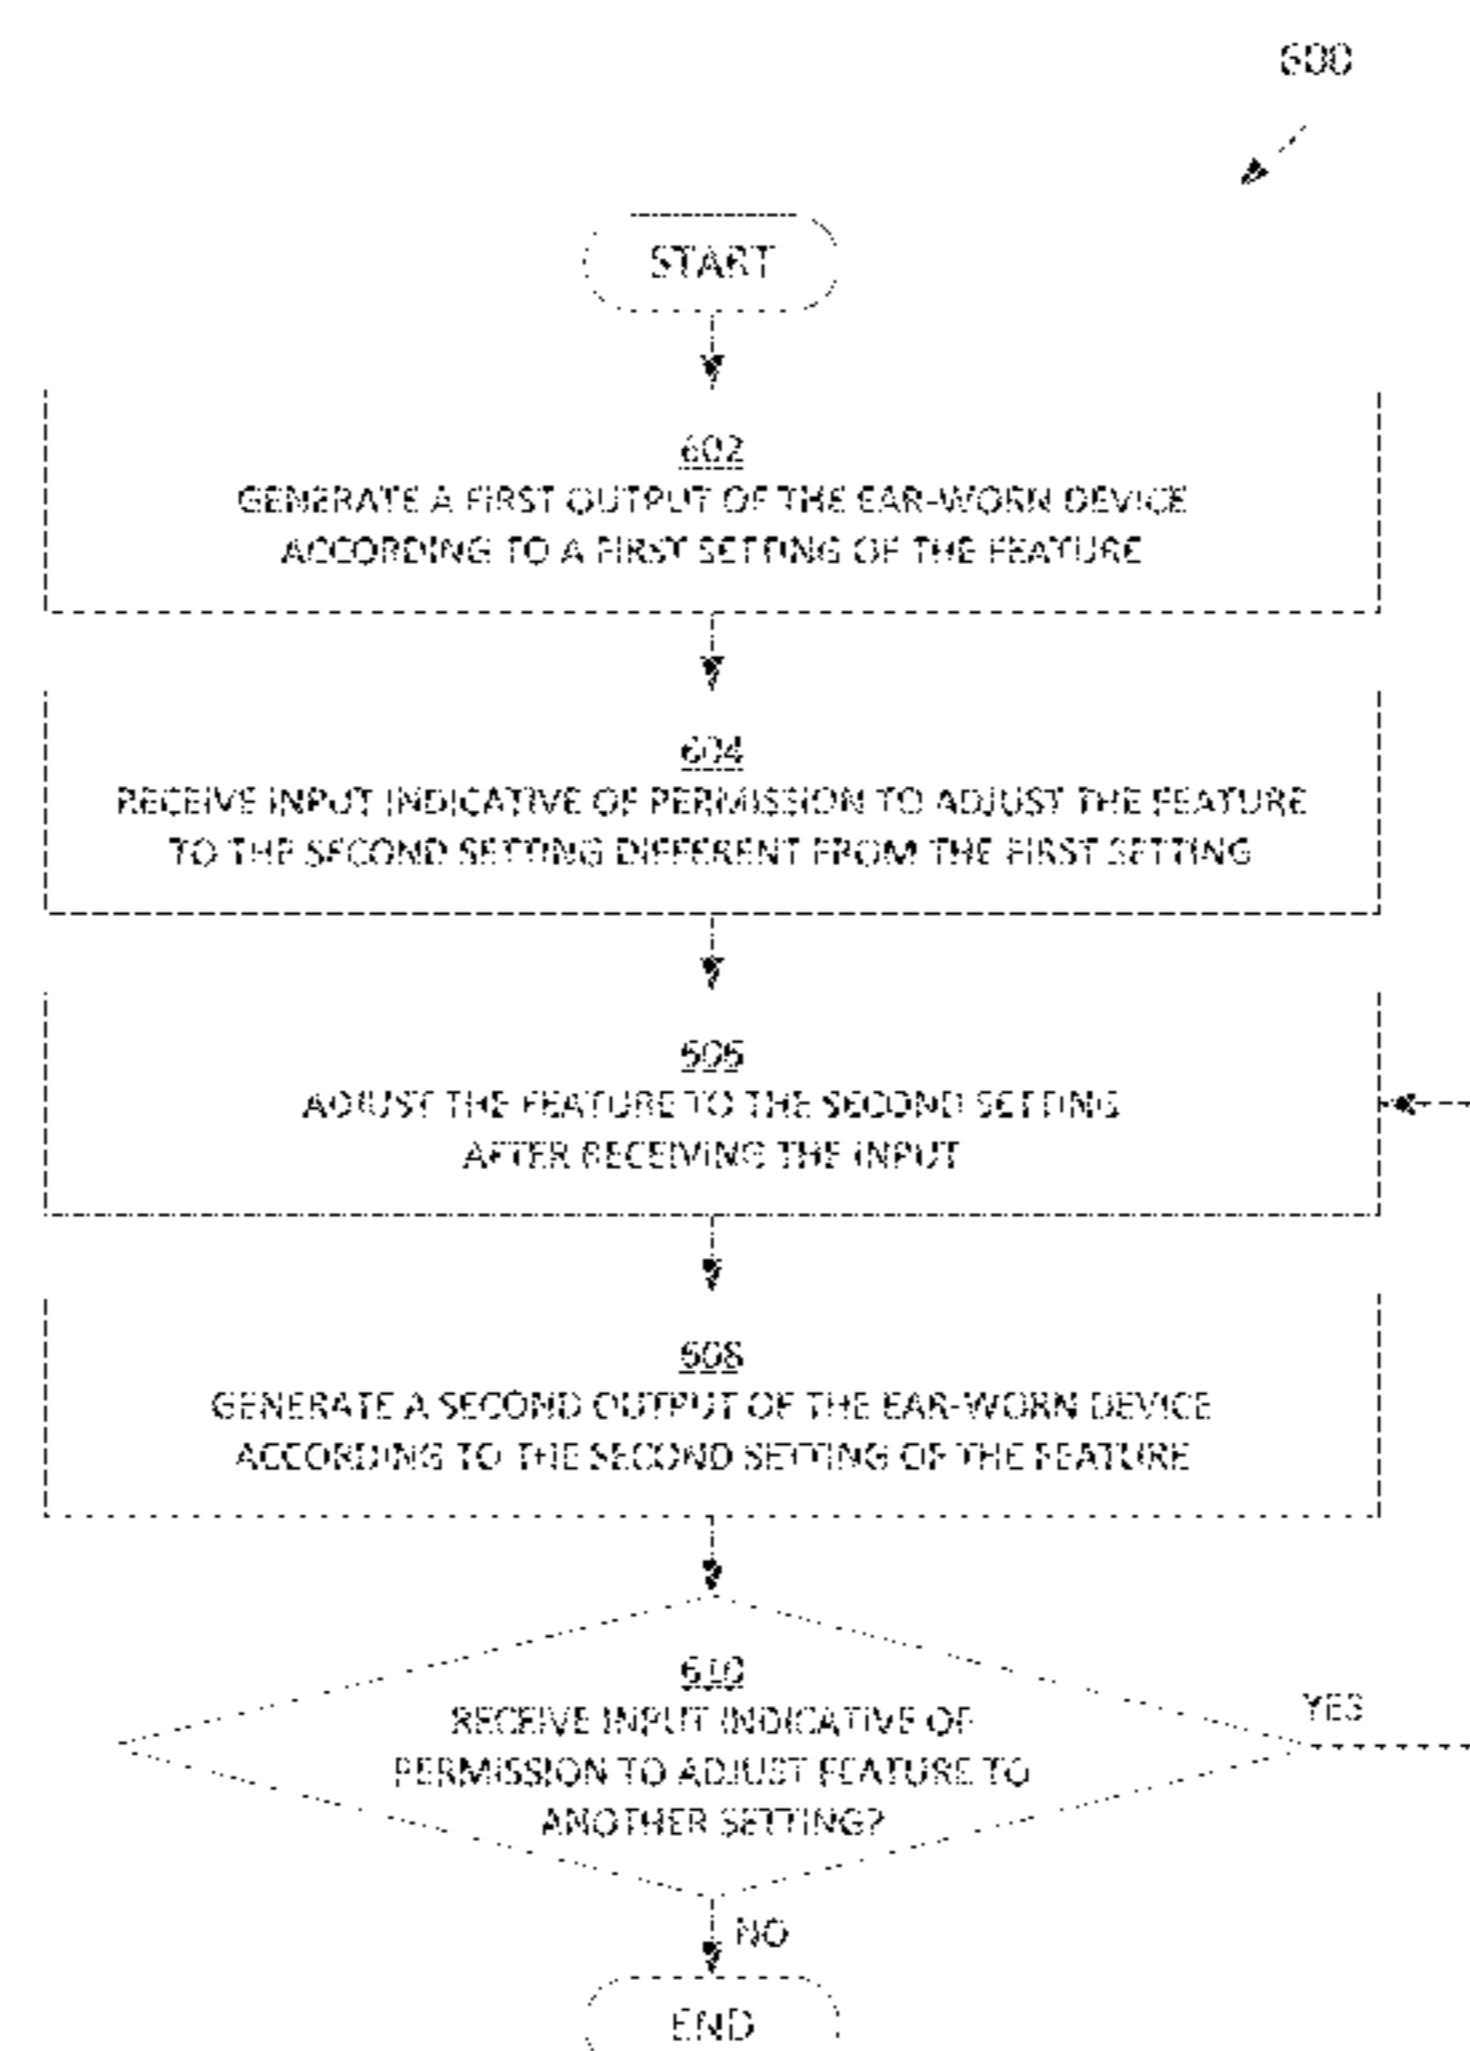 600
START
602
GENERATE A FIRST OUTPUT OF THE EAR-WORN DEVICE
ACCORDING TO A FIRST SETTING OF THE FEATURE
604
RECEIVE INPUT INDICATIVE OF PERMISSION TO ADJUST THE FEATURE
TO THE SECOND SETTING DIFFERENT FROM THE FIRST SETTING
606
ADJUST THE FEATURE TO THE SECOND SETTING
AFTER RECEIVING THE INPUT
608
GENERATE A SECOND OUTPUT OF THE EAR-WORN DEVICE
ACCORDING TO THE SECOND SETTING OF THE FEATURE
610
RECEIVE INPUT INDICATIVE OF
PERMISSION TO ADJUST FEATURE TO
ANOTHER SETTING?
YES
NO
END